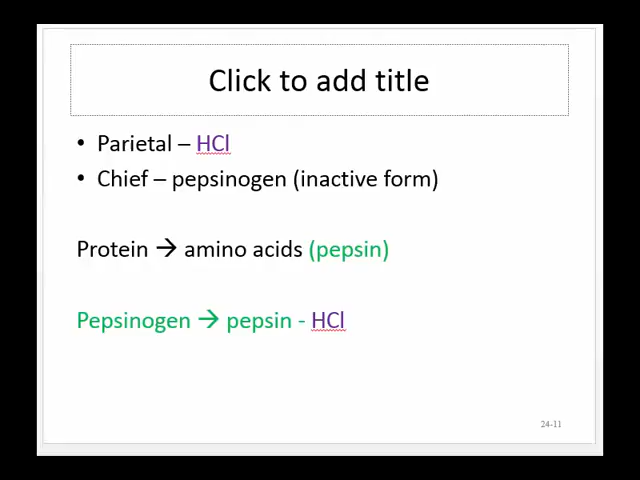 Click to add title
• Parietal – HCl
• Chief – pepsinogen (inactive form)
Protein → amino acids (pepsin)
Pepsinogen → pepsin - HCl
24-11